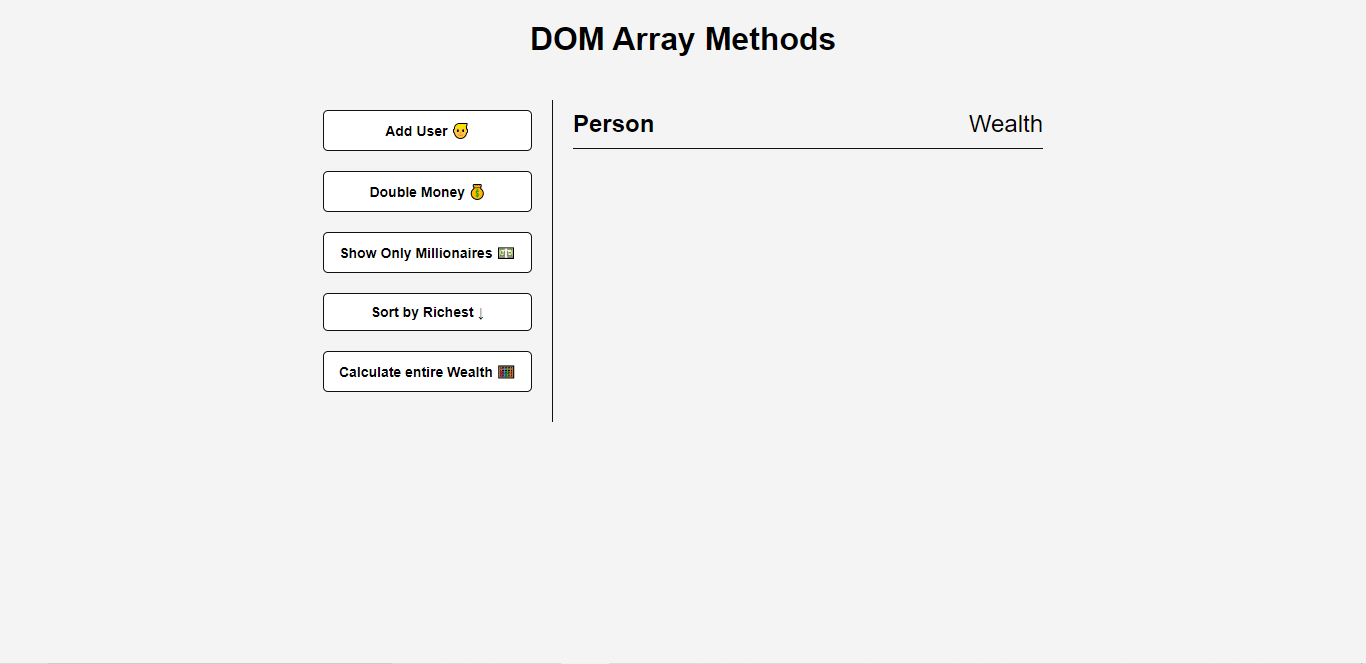 DOM Array Methods
Add User 👱
Double Money 💰
Show Only Millionaires 💵
Sort by Richest ↓
Calculate entire Wealth 🧮
Person Wealth